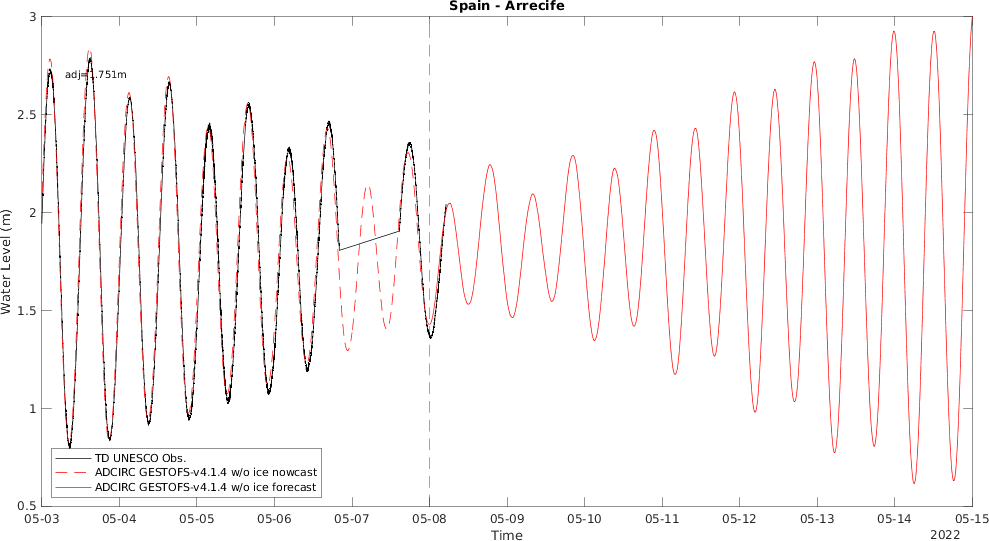 Spain - Arrecife
3
2.5
2
1.5
1
0.5
Water Level (m)
adj=1.751m
TD UNESCO Obs.
ADCIRC GESTOFS-v4.1.4 w/o ice nowcast
ADCIRC GESTOFS-v4.1.4 w/o ice forecast
05-03 05-04 05-05 05-06 05-07 05-08 05-09 05-10 05-11 05-12 05-13 05-14 05-15
Time
2022